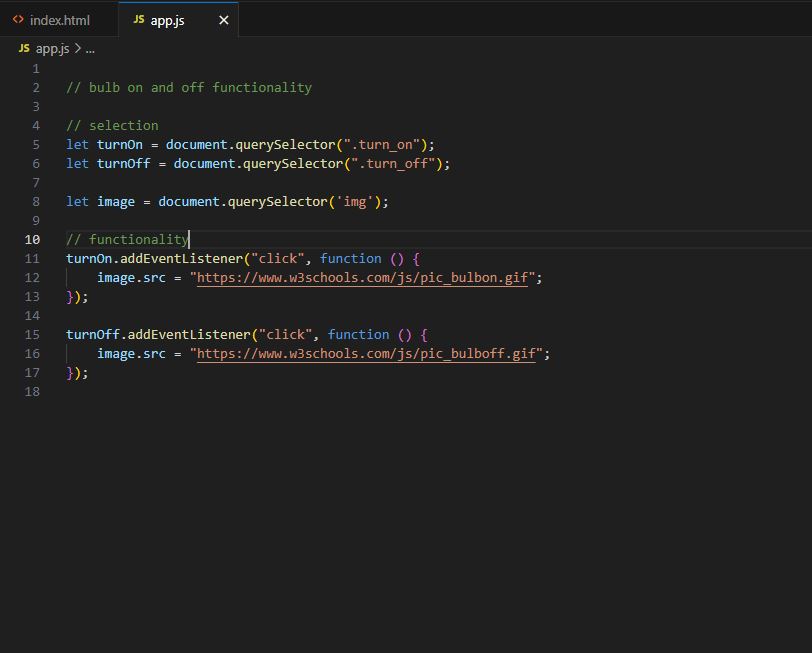 <> index.html JS app.js ×
JS app.js > ...
1
2 // bulb on and off functionality
3
4 // selection
5 let turnOn = document.querySelector(".turn_on");
6 let turnOff = document.querySelector(".turn_off");
7
8 let image = document.querySelector('img');
9
10 // functionality
11 turnOn.addEventListener("click", function () {
12     image.src = "https://www.w3schools.com/js/pic_bulbon.gif";
13 });
14
15 turnOff.addEventListener("click", function () {
16     image.src = "https://www.w3schools.com/js/pic_bulboff.gif";
17 });
18